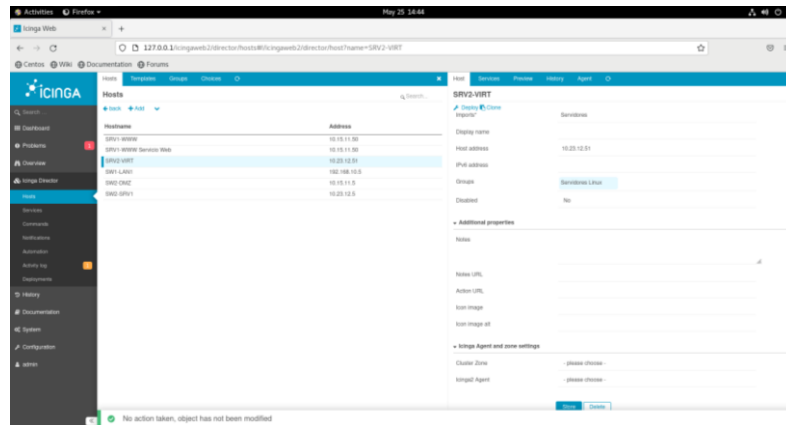 Activities Firefox May 25 14:44
Icinga Web
127.0.0.1/icingaweb2/director/hosts#!/icingaweb2/director/host?name=SRV2-VIRT
Centos Wiki Documentation Forums
ICINGA
Search ...
Dashboard
Problems
Overview
Icinga Director
Hosts
Services
Commands
Notifications
Automation
Activity log
Deployments
History
Documentation
System
Configuration
admin
Hosts Templates Groups Choices
Hosts
Search...
back Add
Hostname Address
SRV1-WWW 10.15.11.50
SRV1-WWW Servicio Web 10.15.11.50
SRV2-VIRT 10.23.12.51
SW1-LAN1 192.168.10.5
SW2-DMZ 10.15.11.5
SW2-SRV1 10.23.12.5
Host Services Preview History Agent
SRV2-VIRT
Deploy Clone
Imports* Servidores
Display name
Host address 10.23.12.51
IPv6 address
Groups Servidores Linux
Disabled No
Additional properties
Notes
Notes URL
Action URL
Icon image
Icon image alt
Icinga Agent and zone settings
Cluster Zone - please choose -
Icinga2 Agent - please choose -
Store Delete
No action taken, object has not been modified